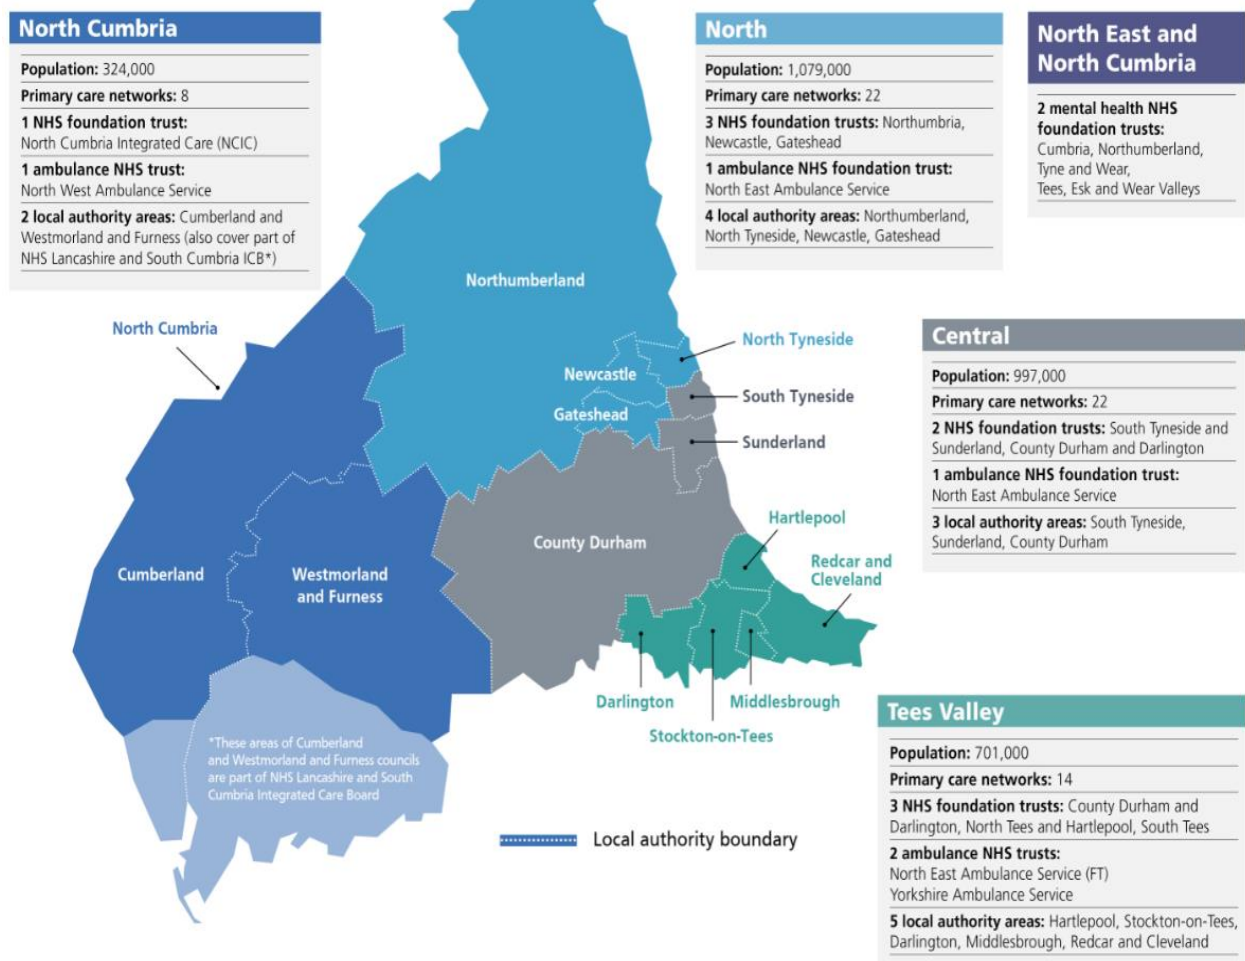 North Cumbria
Population: 324,000
Primary care networks: 8
1 NHS foundation trust:
North Cumbria Integrated Care (NCIC)
1 ambulance NHS trust:
North West Ambulance Service
2 local authority areas: Cumberland and
Westmorland and Furness (also cover part of
NHS Lancashire and South Cumbria ICB*)
North
Population: 1,079,000
Primary care networks: 22
3 NHS foundation trusts: Northumbria,
Newcastle, Gateshead
1 ambulance NHS foundation trust:
North East Ambulance Service
4 local authority areas: Northumberland,
North Tyneside, Newcastle, Gateshead
North East and
North Cumbria
2 mental health NHS
foundation trusts:
Cumbria, Northumberland,
Tyne and Wear,
Tees, Esk and Wear Valleys
Northumberland
North Cumbria
North Tyneside
Newcastle
South Tyneside
Gateshead
Sunderland
Central
Population: 997,000
Primary care networks: 22
2 NHS foundation trusts: South Tyneside and
Sunderland, County Durham and Darlington
1 ambulance NHS foundation trust:
North East Ambulance Service
3 local authority areas: South Tyneside,
Sunderland, County Durham
Hartlepool
County Durham
Redcar and
Cleveland
Cumberland
Westmorland
and Furness
Darlington
Middlesbrough
Stockton-on-Tees
*These areas of Cumberland
and Westmorland and Furness councils
are part of NHS Lancashire and South
Cumbria Integrated Care Board
Local authority boundary
Tees Valley
Population: 701,000
Primary care networks: 14
3 NHS foundation trusts: County Durham and
Darlington, North Tees and Hartlepool, South Tees
2 ambulance NHS trusts:
North East Ambulance Service (FT)
Yorkshire Ambulance Service
5 local authority areas: Hartlepool, Stockton-on-Tees,
Darlington, Middlesbrough, Redcar and Cleveland